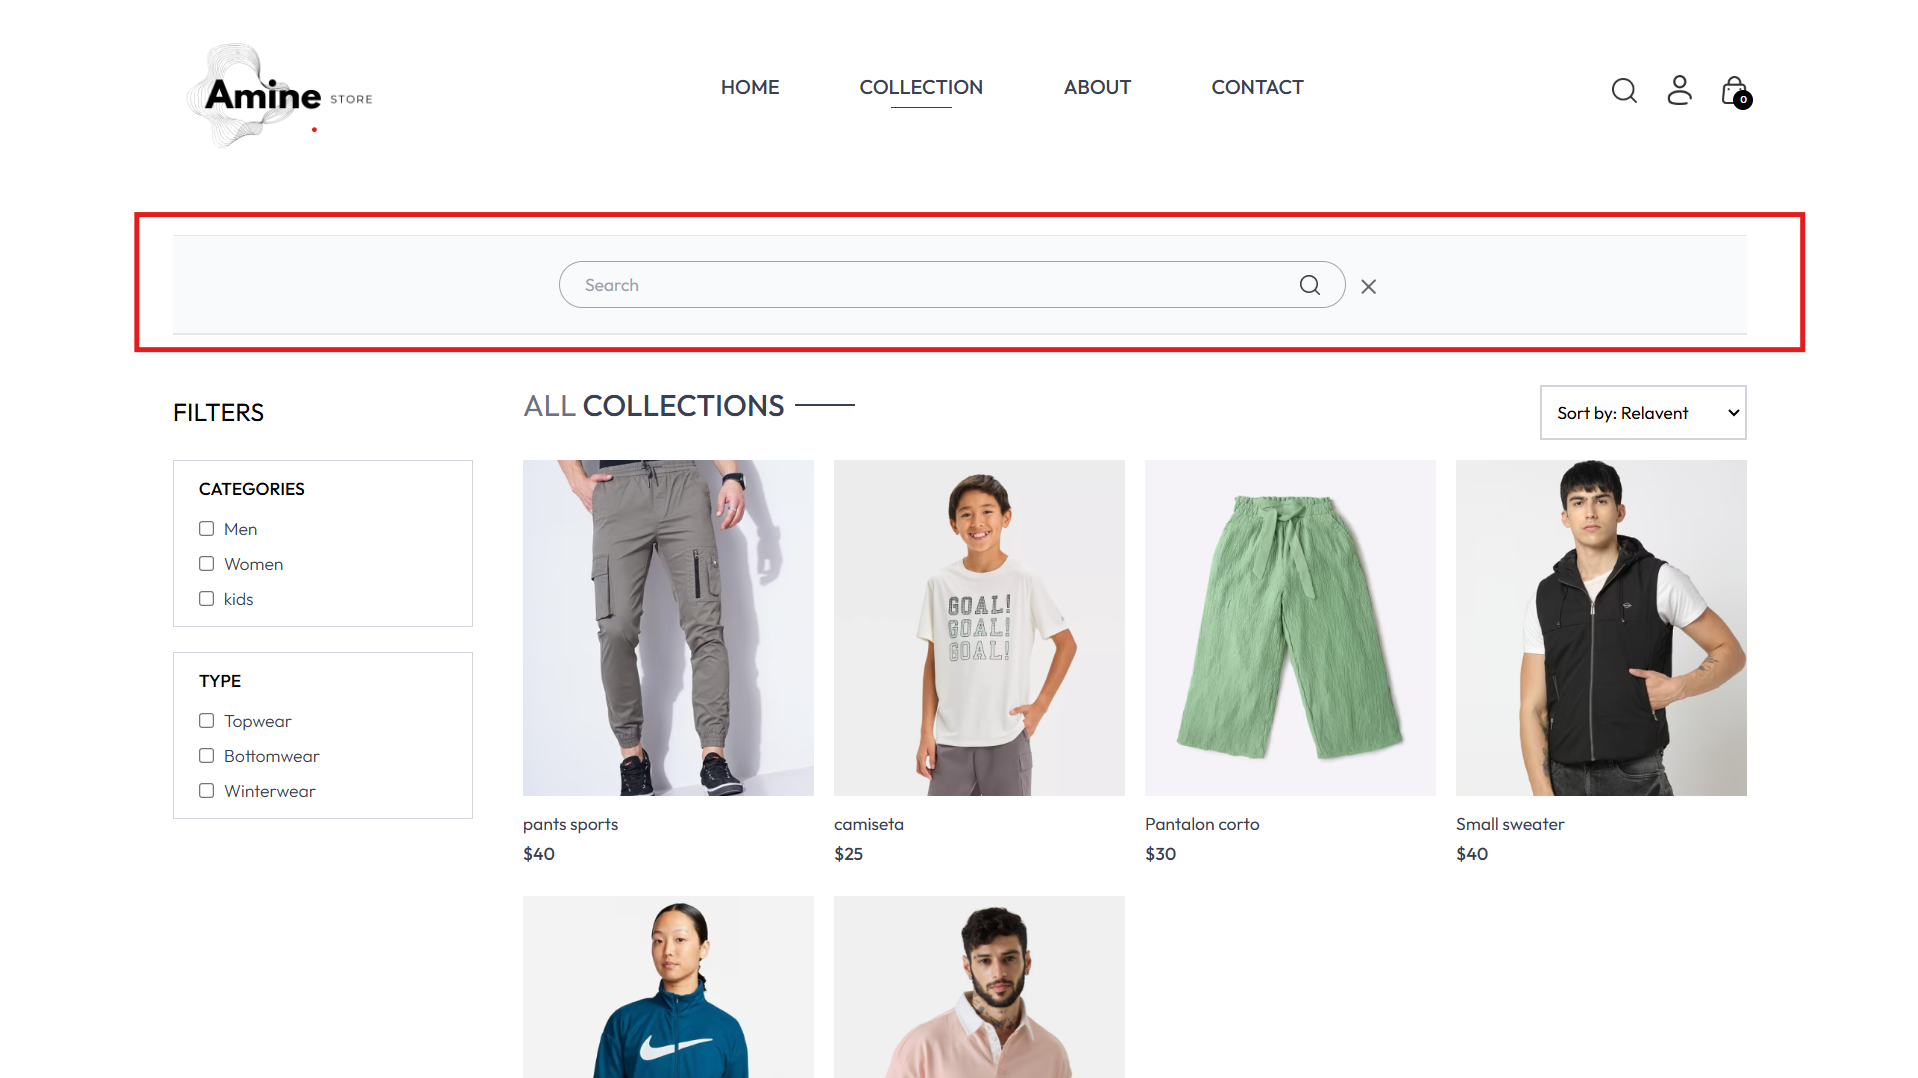 Amine STORE
HOME COLLECTION ABOUT CONTACT
0
Search
FILTERS
ALL COLLECTIONS
Sort by: Relavent
CATEGORIES
Men
Women
kids
TYPE
Topwear
Bottomwear
Winterwear
GOAL!
GOAL!
GOAL!
pants sports
$40
camiseta
$25
Pantalon corto
$30
Small sweater
$40